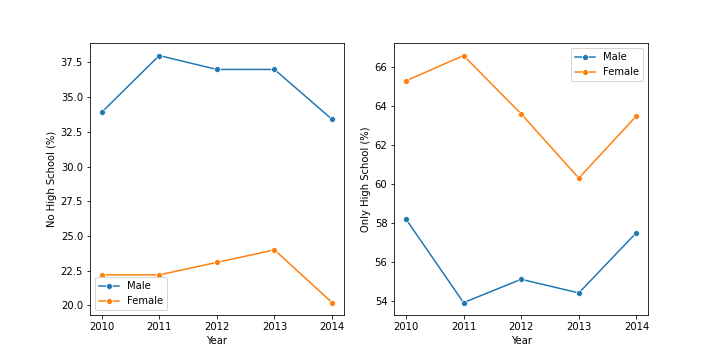 37.5
35.0
32.5
30.0
27.5
25.0
22.5
20.0
No High School (%)
Male
Female
2010 2011 2012 2013 2014
Year
66
64
62
60
58
56
54
Only High School (%)
Male
Female
2010 2011 2012 2013 2014
Year